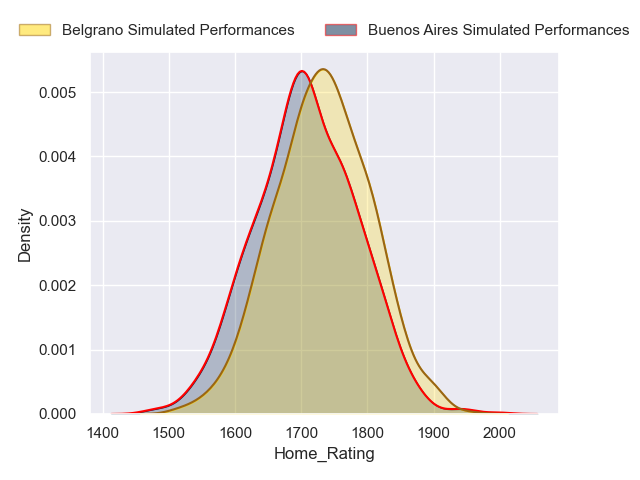 Belgrano Simulated Performances
Buenos Aires Simulated Performances
Density
0.005
0.004
0.003
0.002
0.001
0.000
1400 1500 1600 1700 1800 1900 2000
Home_Rating